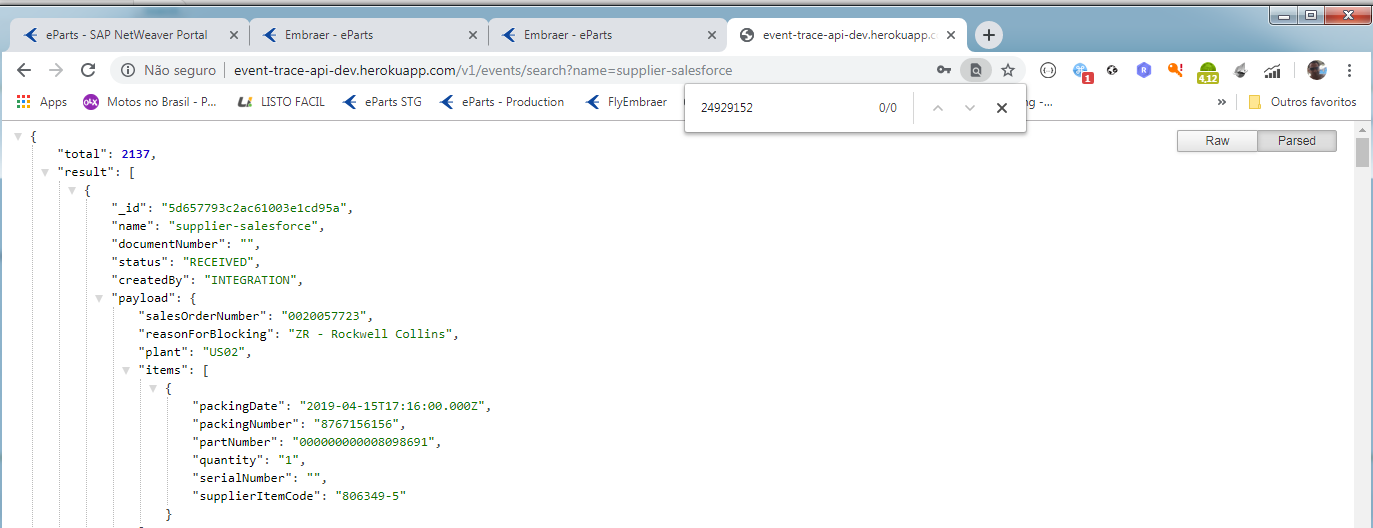 eParts - SAP NetWeaver Portal
Embraer - eParts
Embraer - eParts
event-trace-api-dev.herokuapp.c
Não seguro | event-trace-api-dev.herokuapp.com/v1/events/search?name=supplier-salesforce
1
4,12
Apps
Motos no Brasil - P...
LISTO FACIL
eParts STG
eParts - Production
FlyEmbraer
ng -...
»
Outros favoritos
24929152
0/0
Raw
Parsed
{
"total": 2137,
"result": [
{
"_id": "5d657793c2ac61003e1cd95a",
"name": "supplier-salesforce",
"documentNumber": "",
"status": "RECEIVED",
"createdBy": "INTEGRATION",
"payload": {
"salesOrderNumber": "0020057723",
"reasonForBlocking": "ZR - Rockwell Collins",
"plant": "US02",
"items": [
{
"packingDate": "2019-04-15T17:16:00.000Z",
"packingNumber": "8767156156",
"partNumber": "000000000008098691",
"quantity": "1",
"serialNumber": "",
"supplierItemCode": "806349-5"
}